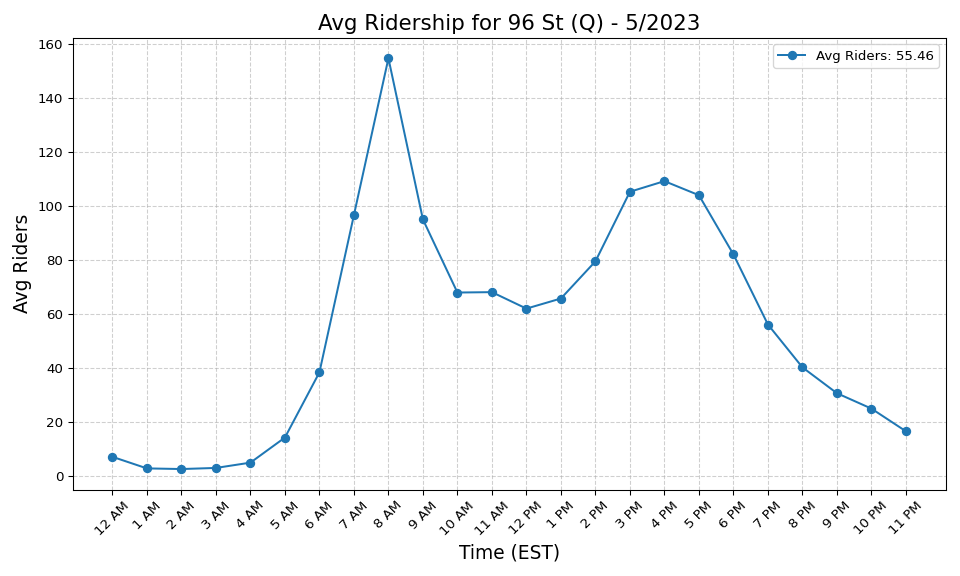 Avg Ridership for 96 St (Q) - 5/2023
Avg Riders: 55.46
Avg Riders
160
140
120
100
80
60
40
20
0
12 AM
1 AM
2 AM
3 AM
4 AM
5 AM
6 AM
7 AM
8 AM
9 AM
10 AM
11 AM
12 PM
1 PM
2 PM
3 PM
4 PM
5 PM
6 PM
7 PM
8 PM
9 PM
10 PM
11 PM
Time (EST)